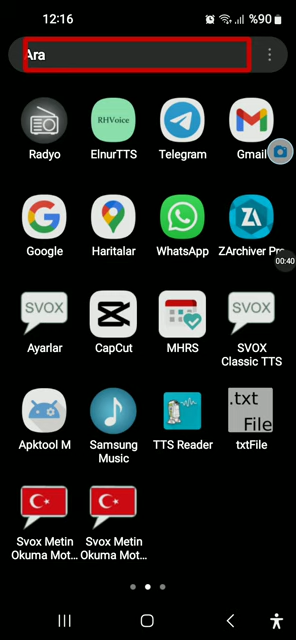 12:16
%90
Ara
RHVoice
Radyo
ElnurTTS
Telegram
Gmail
Google
Haritalar
WhatsApp
ZArchiver Pro
00:40
SVOX
SVOX
Ayarlar
CapCut
MHRS
SVOX
Classic TTS
.txt
File
Apktool M
Samsung
Music
TTS Reader
txtFile
Svox Metin
Okuma Mot...
Svox Metin
Okuma Mot...